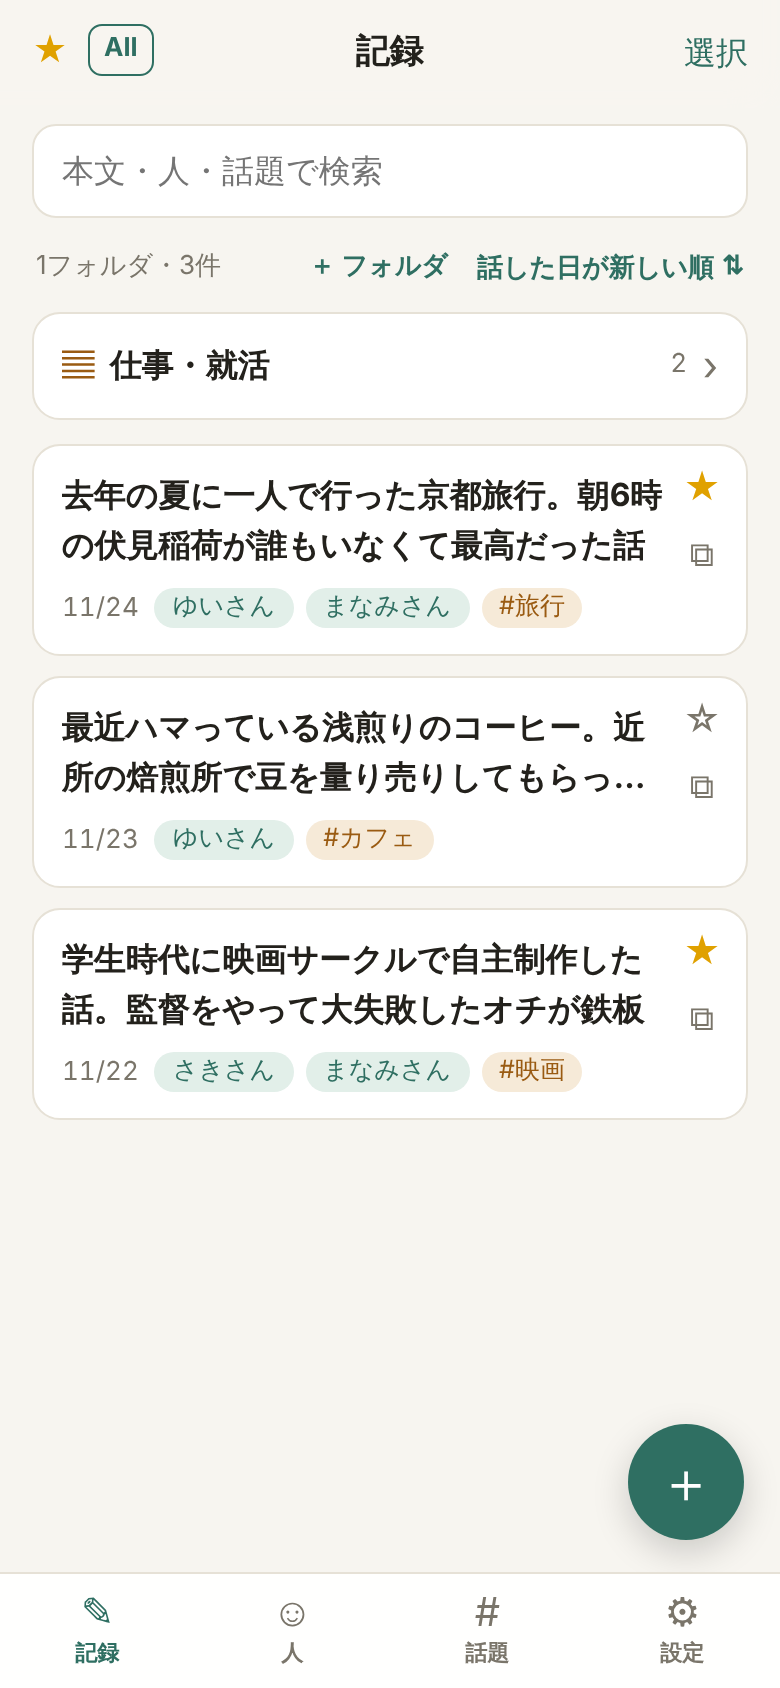 ★ All 記録 選択
本文・人・話題で検索
1フォルダ・3件 + フォルダ 話した日が新しい順 ⇅
仕事・就活 2 ›
去年の夏に一人で行った京都旅行。朝6時
の伏見稲荷が誰もいなくて最高だった話
11/24 ゆいさん まなみさん #旅行
最近ハマっている浅煎りのコーヒー。近
所の焙煎所で豆を量り売りしてもらっ…
11/23 ゆいさん #カフェ
学生時代に映画サークルで自主制作した
話。監督をやって大失敗したオチが鉄板
11/22 さきさん まなみさん #映画
+
記録 人 # 話題 設定